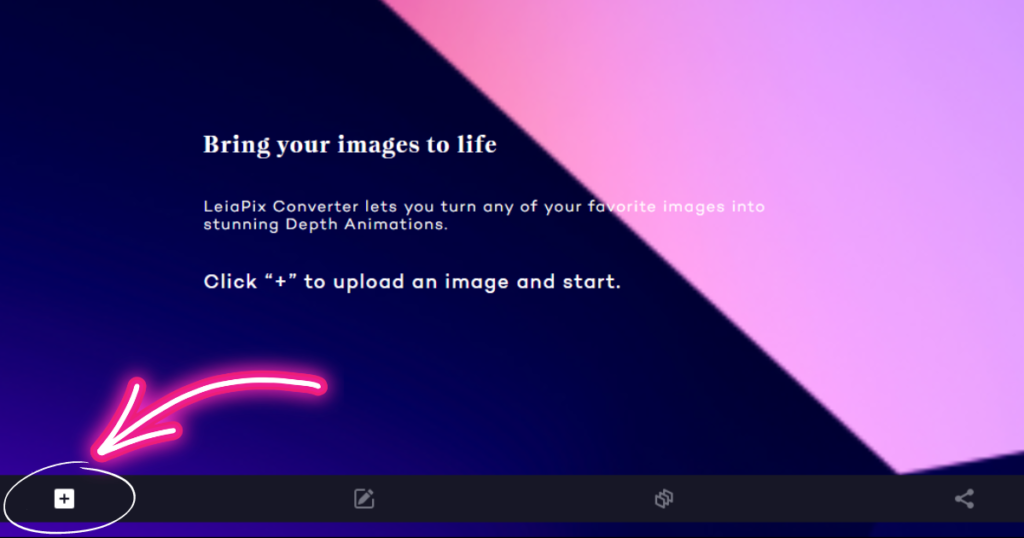 Bring your images to life
LeiaPix Converter lets you turn any of your favorite images into
stunning Depth Animations.
Click “+” to upload an image and start.